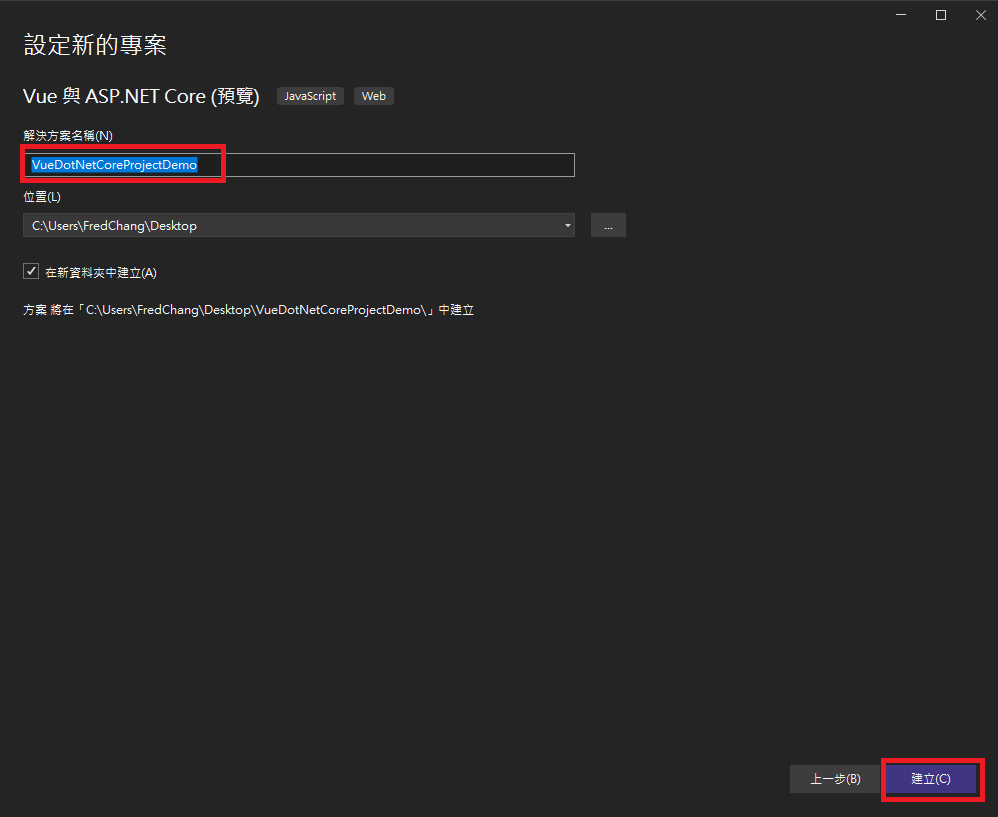 設定新的專案
Vue 與 ASP.NET Core (預覽) JavaScript Web
解決方案名稱(N)
VueDotNetCoreProjectDemo
位置(L)
C:\Users\FredChang\Desktop ...
在新資料夾中建立(A)
方案 將在「C:\Users\FredChang\Desktop\VueDotNetCoreProjectDemo\」中建立
上一步(B) 建立(C)